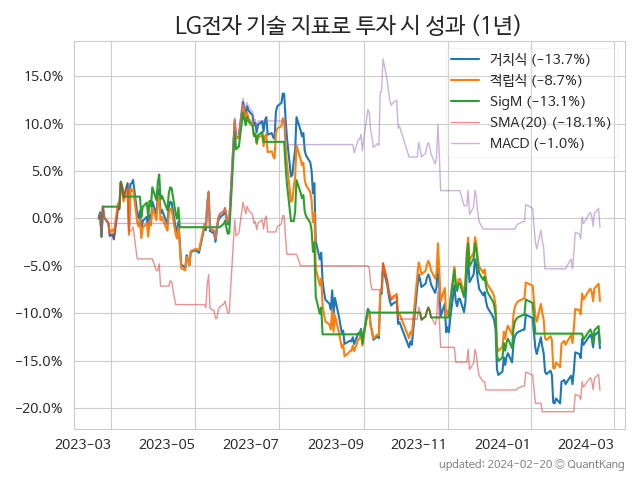 LG전자 기술 지표로 투자 시 성과 (1년)
거치식 (−13.7%)
적립식 (−8.7%)
SigM (−13.1%)
SMA(20) (−18.1%)
MACD (−1.0%)
15.0%
10.0%
5.0%
0.0%
−5.0%
−10.0%
−15.0%
−20.0%
2023-03 2023-05 2023-07 2023-09 2023-11 2024-01 2024-03
updated: 2024-02-20 © QuantKang